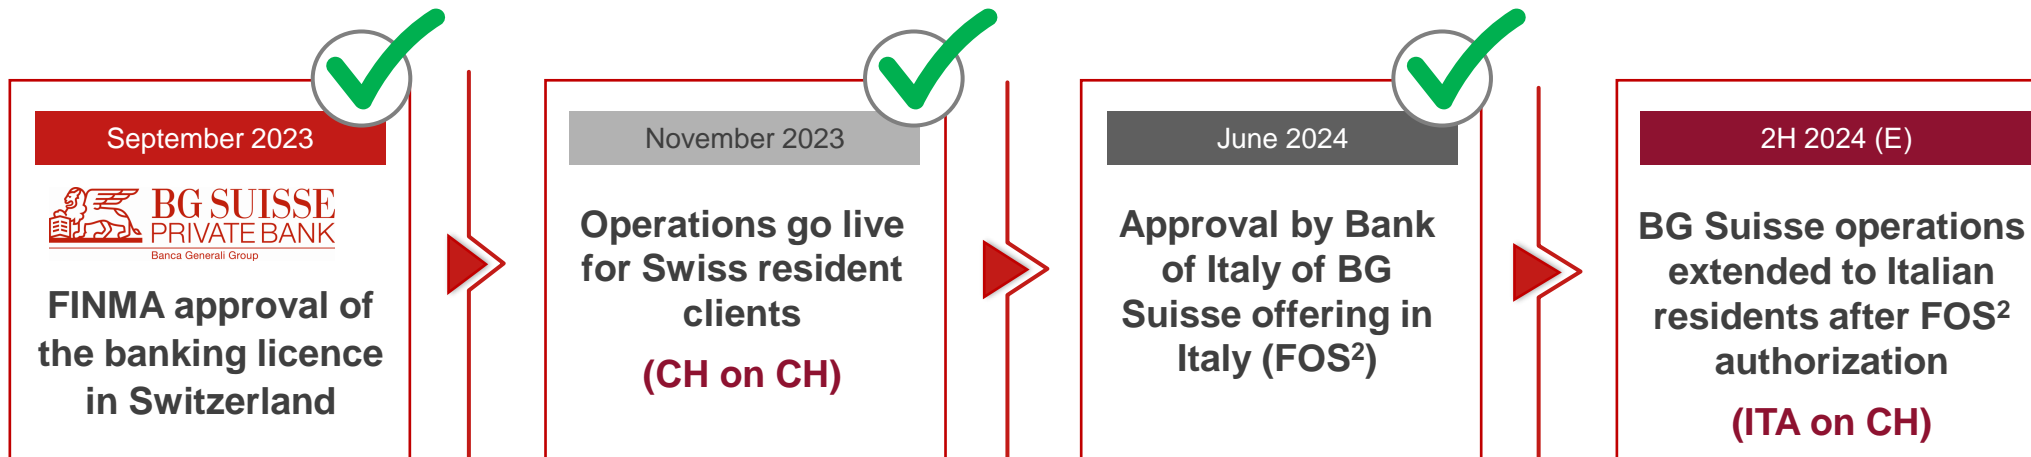 September 2023
BG SUISSE
PRIVATE BANK
Banca Generali Group
FINMA approval of
the banking licence
in Switzerland
November 2023
Operations go live
for Swiss resident
clients
(CH on CH)
June 2024
Approval by Bank
of Italy of BG
Suisse offering in
Italy (FOS²)
2H 2024 (E)
BG Suisse operations
extended to Italian
residents after FOS²
authorization
(ITA on CH)